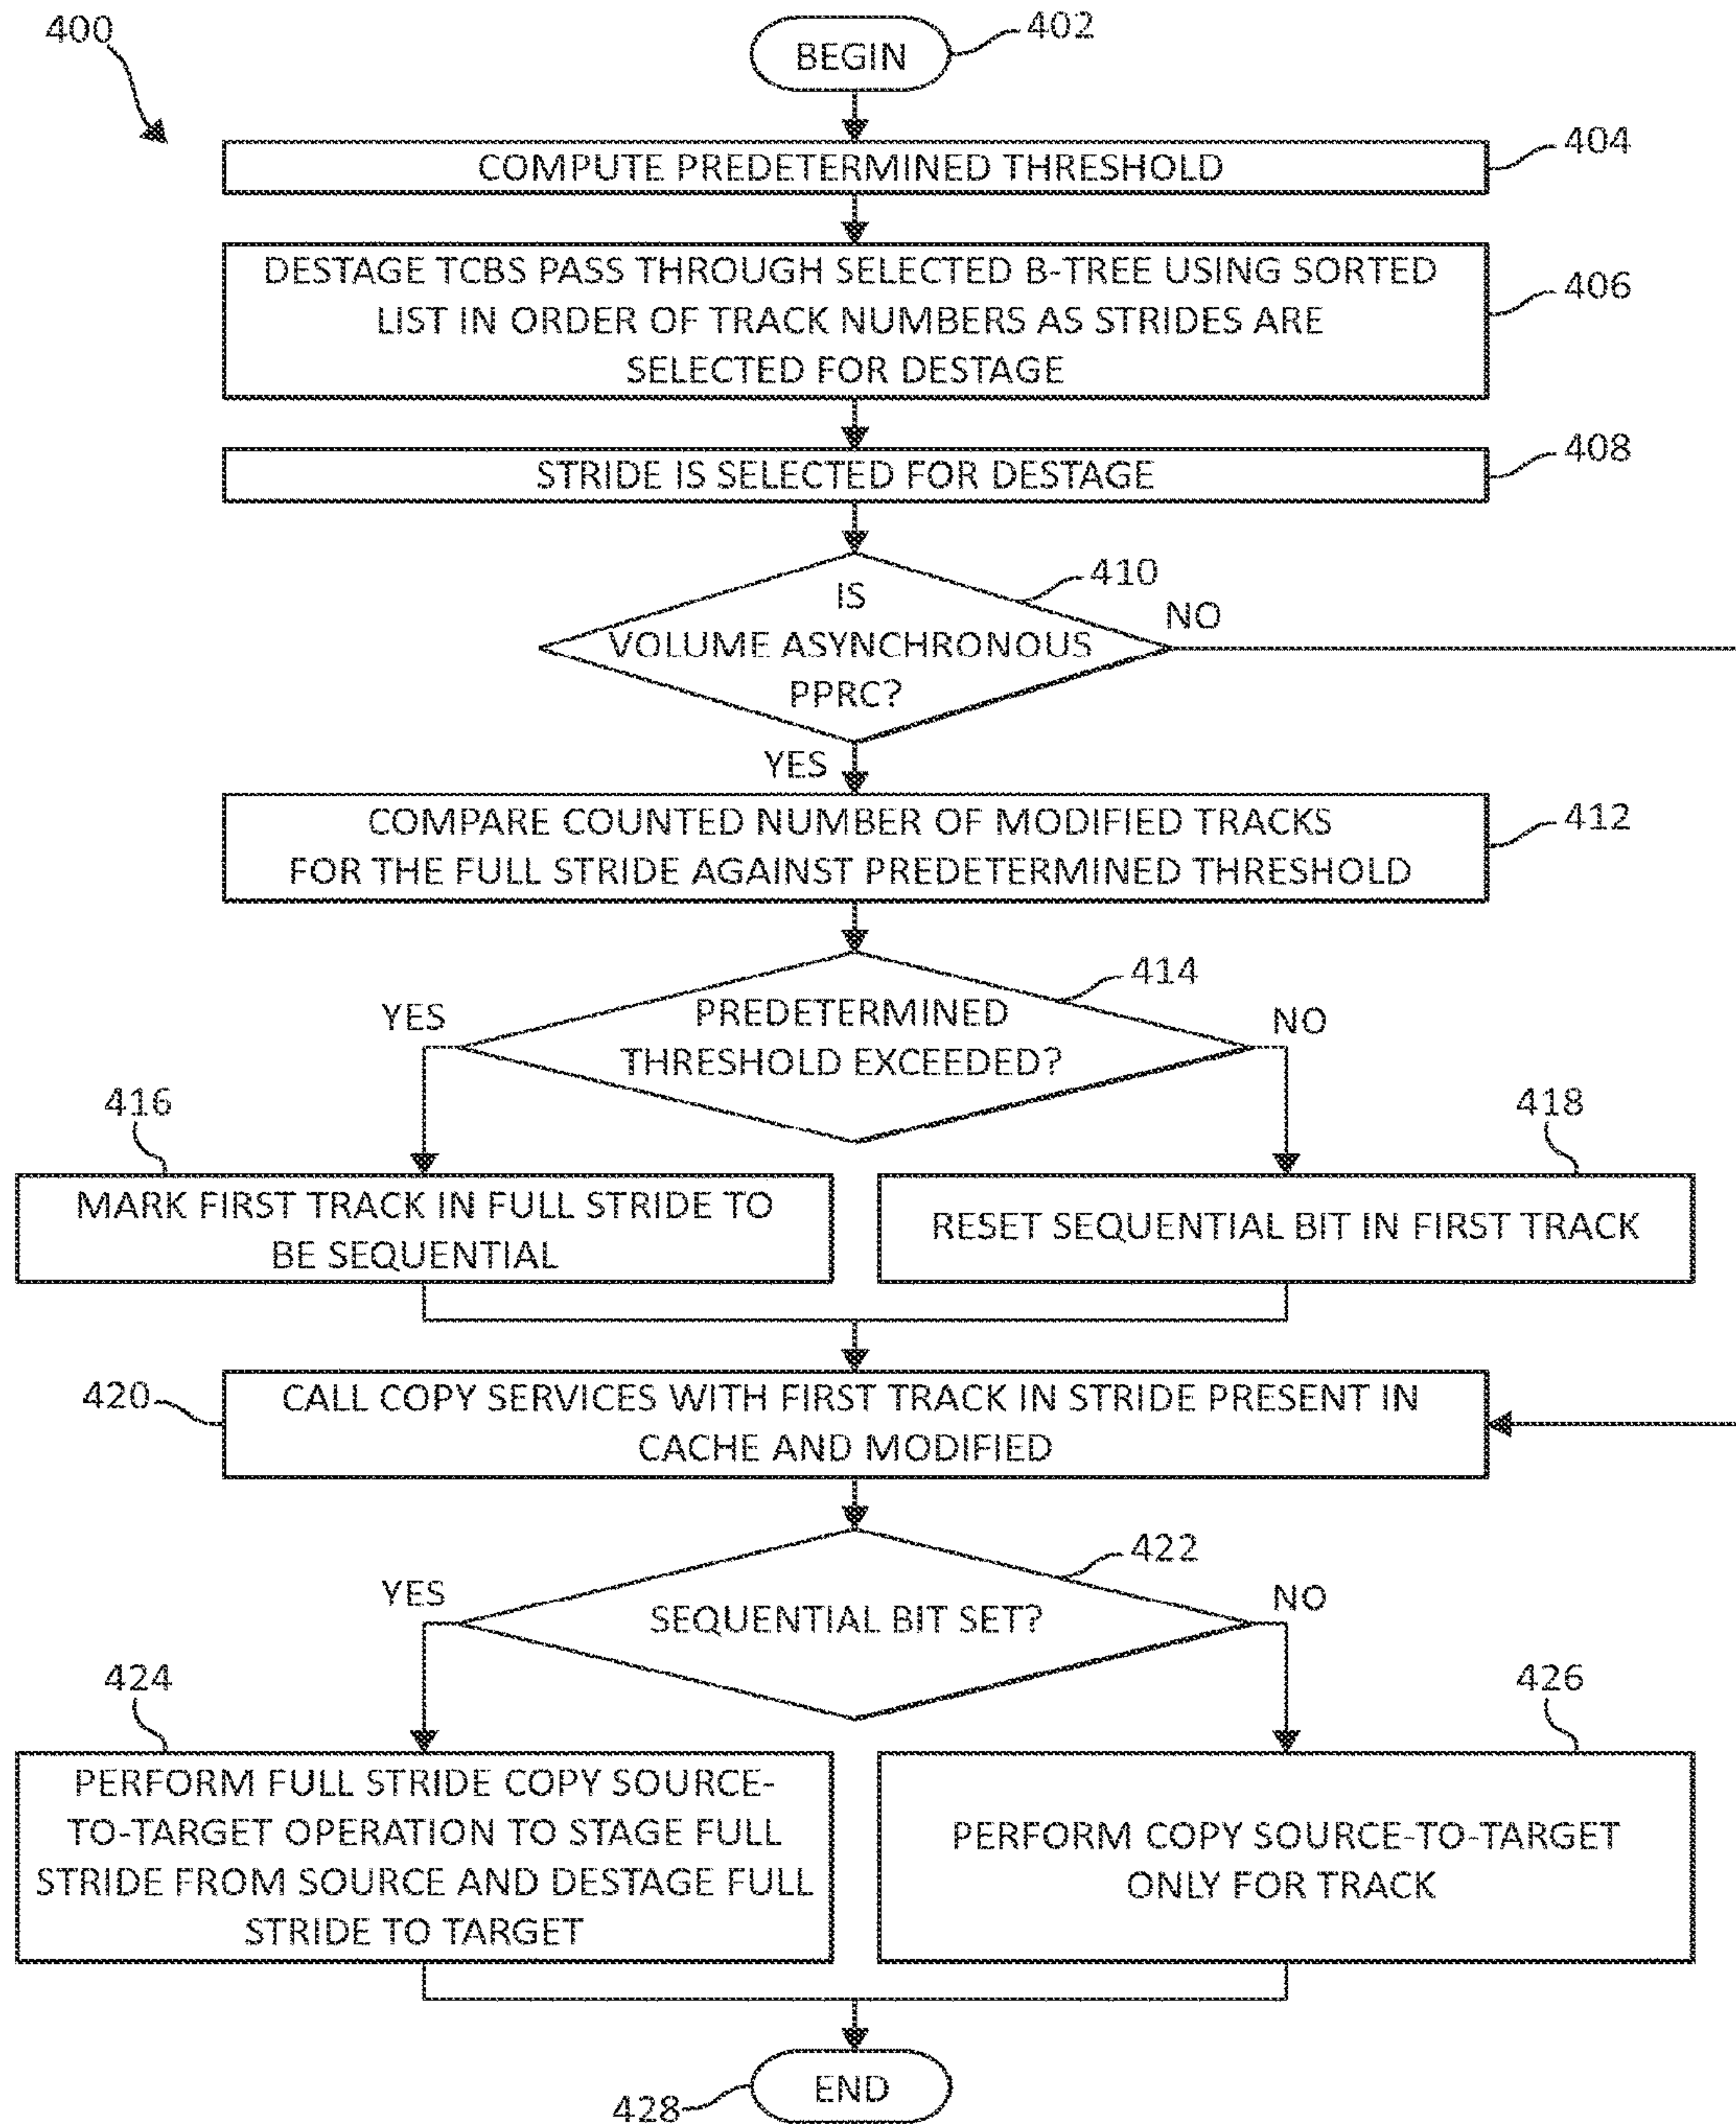 400
BEGIN
402
COMPUTE PREDETERMINED THRESHOLD
404
DESTAGE TCBS PASS THROUGH SELECTED B-TREE USING SORTED
LIST IN ORDER OF TRACK NUMBERS AS STRIDES ARE
SELECTED FOR DESTAGE
406
STRIDE IS SELECTED FOR DESTAGE
408
IS
VOLUME ASYNCHRONOUS
PPRC?
410
NO
YES
COMPARE COUNTED NUMBER OF MODIFIED TRACKS
FOR THE FULL STRIDE AGAINST PREDETERMINED THRESHOLD
412
PREDETERMINED
THRESHOLD EXCEEDED?
414
YES
NO
416
MARK FIRST TRACK IN FULL STRIDE TO
BE SEQUENTIAL
418
RESET SEQUENTIAL BIT IN FIRST TRACK
420
CALL COPY SERVICES WITH FIRST TRACK IN STRIDE PRESENT IN
CACHE AND MODIFIED
422
YES
SEQUENTIAL BIT SET?
NO
424
PERFORM FULL STRIDE COPY SOURCE-
TO-TARGET OPERATION TO STAGE FULL
STRIDE FROM SOURCE AND DESTAGE FULL
STRIDE TO TARGET
426
PERFORM COPY SOURCE-TO-TARGET
ONLY FOR TRACK
END
428